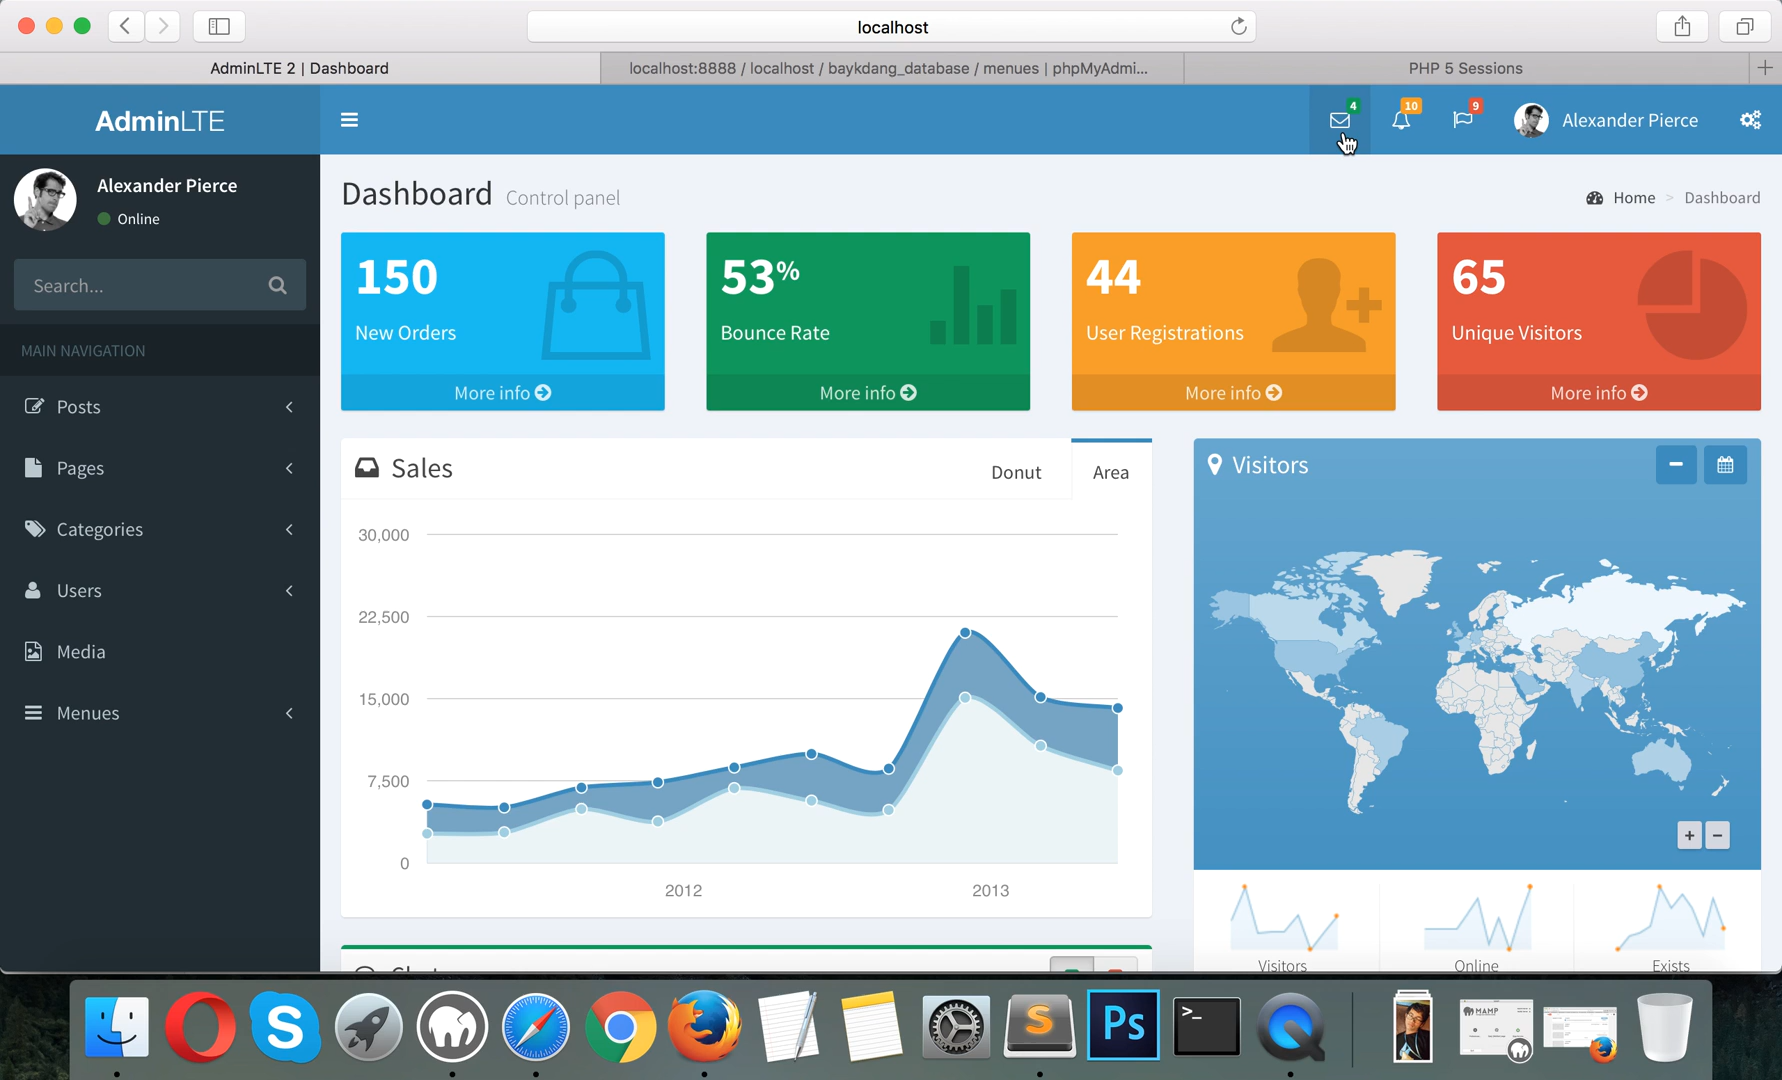 localhost
AdminLTE 2 | Dashboard
localhost:8888 / localhost / baykdang_database / menues | phpMyAdmi...
PHP 5 Sessions
AdminLTE
4
10
9
Alexander Pierce
Alexander Pierce
Online
Search...
MAIN NAVIGATION
Posts
Pages
Categories
Users
Media
Menues
Dashboard Control panel
Home > Dashboard
150
New Orders
More info
53%
Bounce Rate
More info
44
User Registrations
More info
65
Unique Visitors
More info
Sales
Donut
Area
30,000
22,500
15,000
7,500
0
2012
2013
Visitors
+
−
Visitors
Online
Exists
S
>_
S
Ps
MAMP